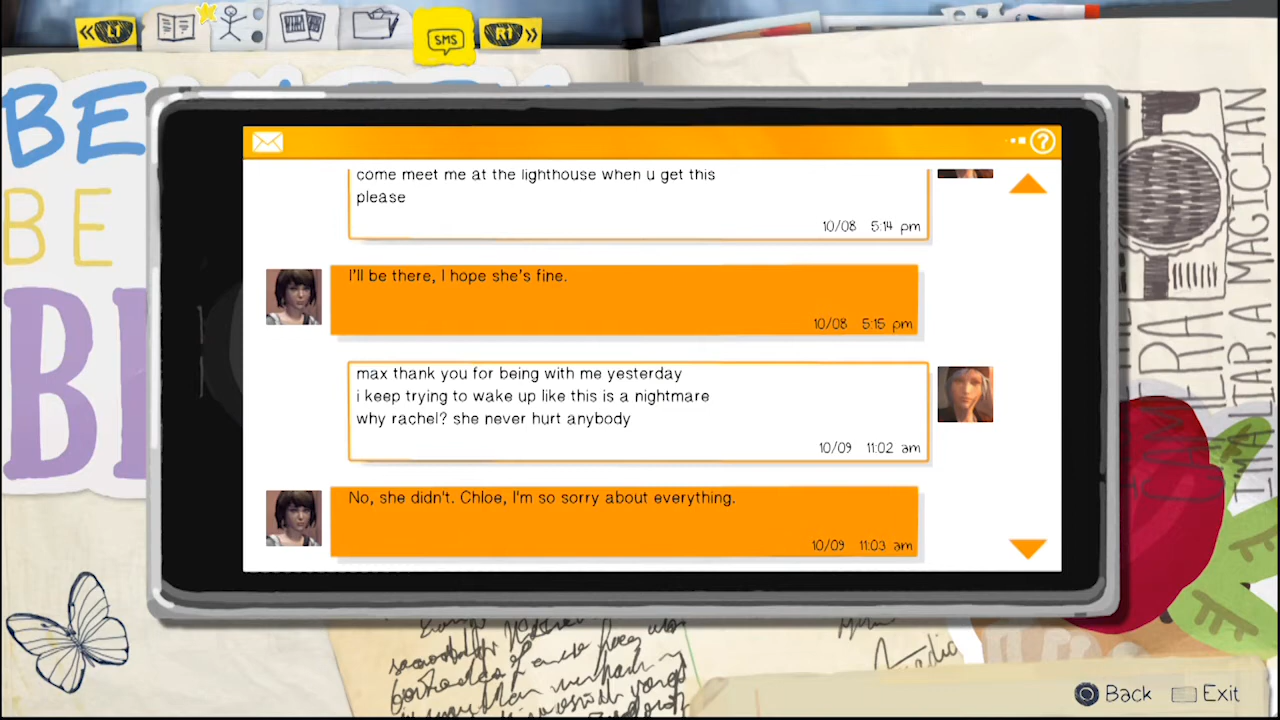 L1
SMS
R1
BE
BE
come meet me at the lighthouse when u get this
please
10/08 5:14 pm
I'll be there, I hope she's fine.
10/08 5:15 pm
max thank you for being with me yesterday
i keep trying to wake up like this is a nightmare
why rachel? she never hurt anybody
10/09 11:02 am
No, she didn't. Chloe, I'm so sorry about everything.
10/09 11:03 am
CAMERA
LIAR, A MAGICIAN
Back Exit